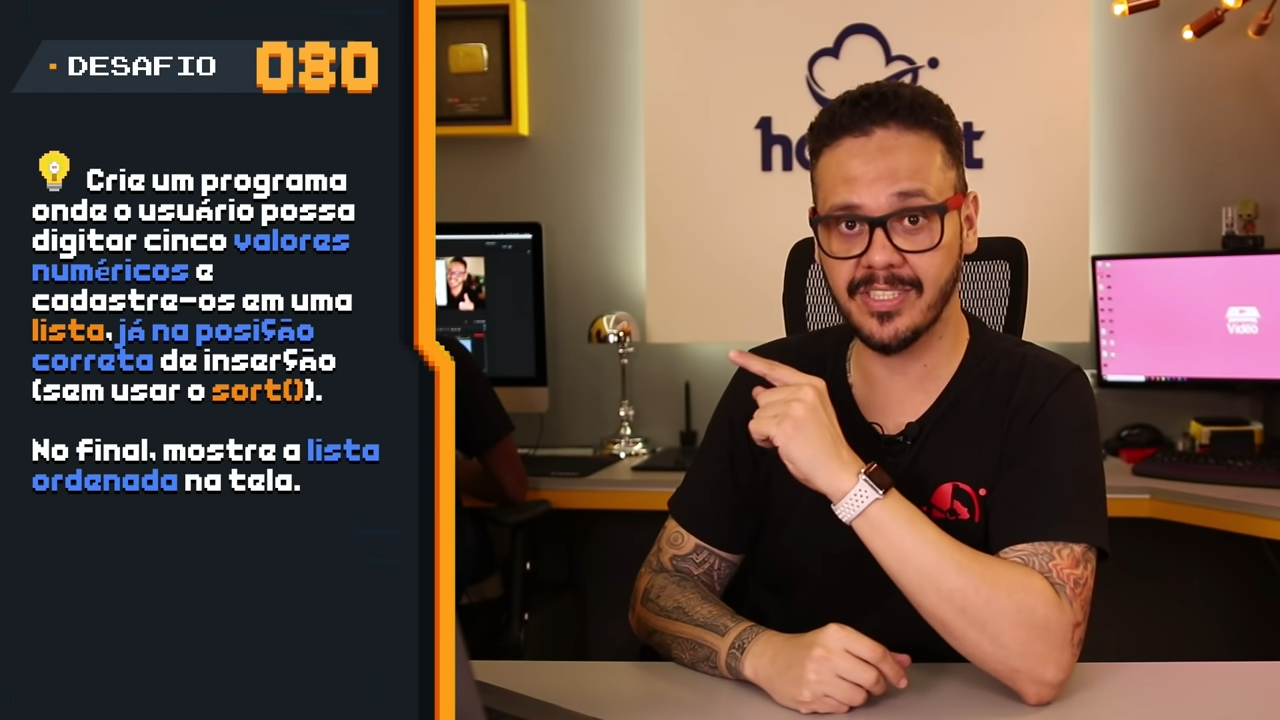 DESAFIO 080
Crie um programa
onde o usuário possa
digitar cinco valores
numéricos e
cadastre-os em uma
lista, já na posição
correta de inserção
(sem usar o sort()).
No final, mostre a lista
ordenada na tela.